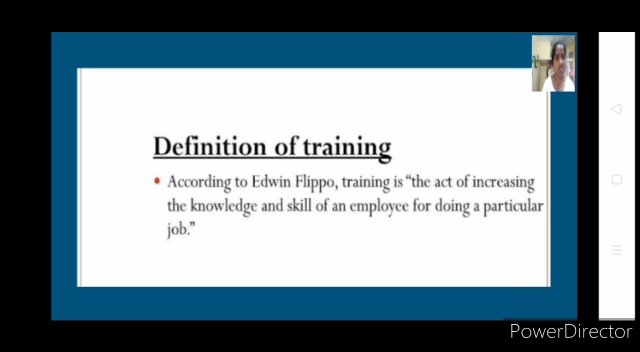 Definition of training
• According to Edwin Flippo, training is “the act of increasing
the knowledge and skill of an employee for doing a particular
job.”
PowerDirector